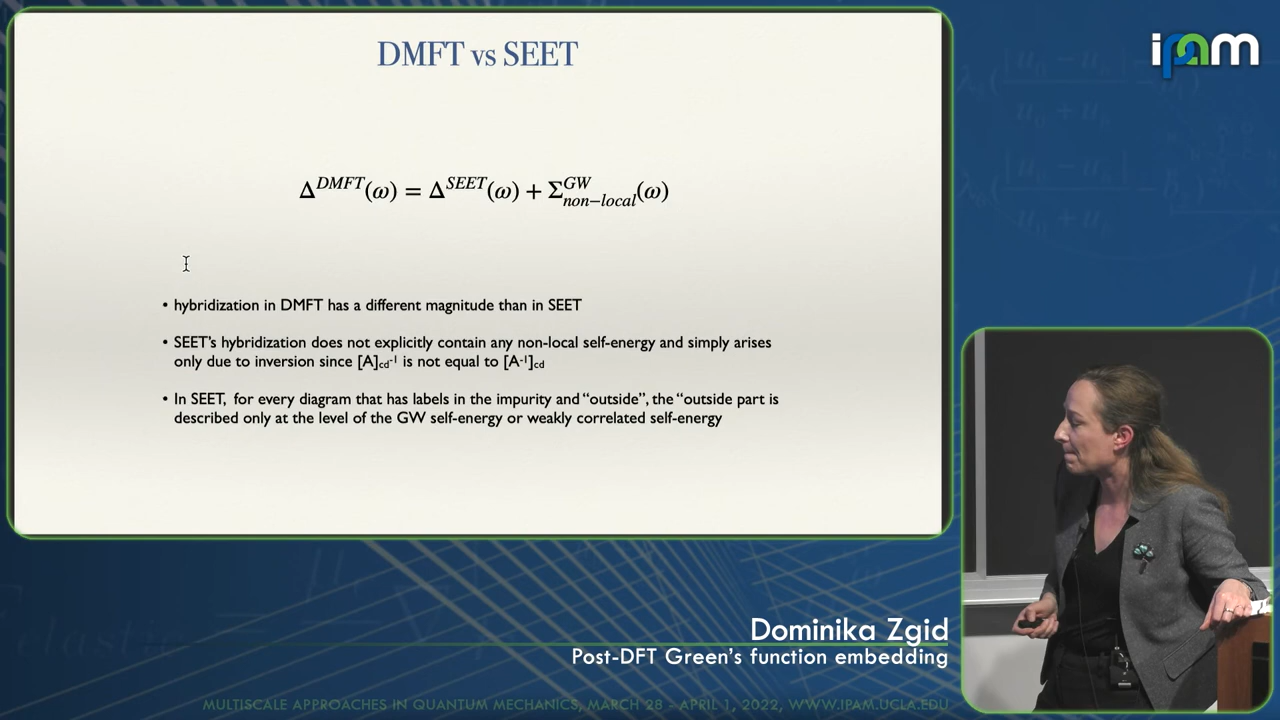 DMFT vs SEET
ipam
Δ^{DMFT}(ω) = Δ^{SEET}(ω) + Σ^{GW}_{non-local}(ω)
• hybridization in DMFT has a different magnitude than in SEET
• SEET's hybridization does not explicitly contain any non-local self-energy and simply arises
only due to inversion since [A]cd-1 is not equal to [A-1]cd
• In SEET, for every diagram that has labels in the impurity and "outside", the "outside part is
described only at the level of the GW self-energy or weakly correlated self-energy
Dominika Zgid
Post-DFT Green's function embedding
MULTISCALE APPROACHES IN QUANTUM MECHANICS, MARCH 28 - APRIL 1, 2022, WWW.IPAM.UCLA.EDU